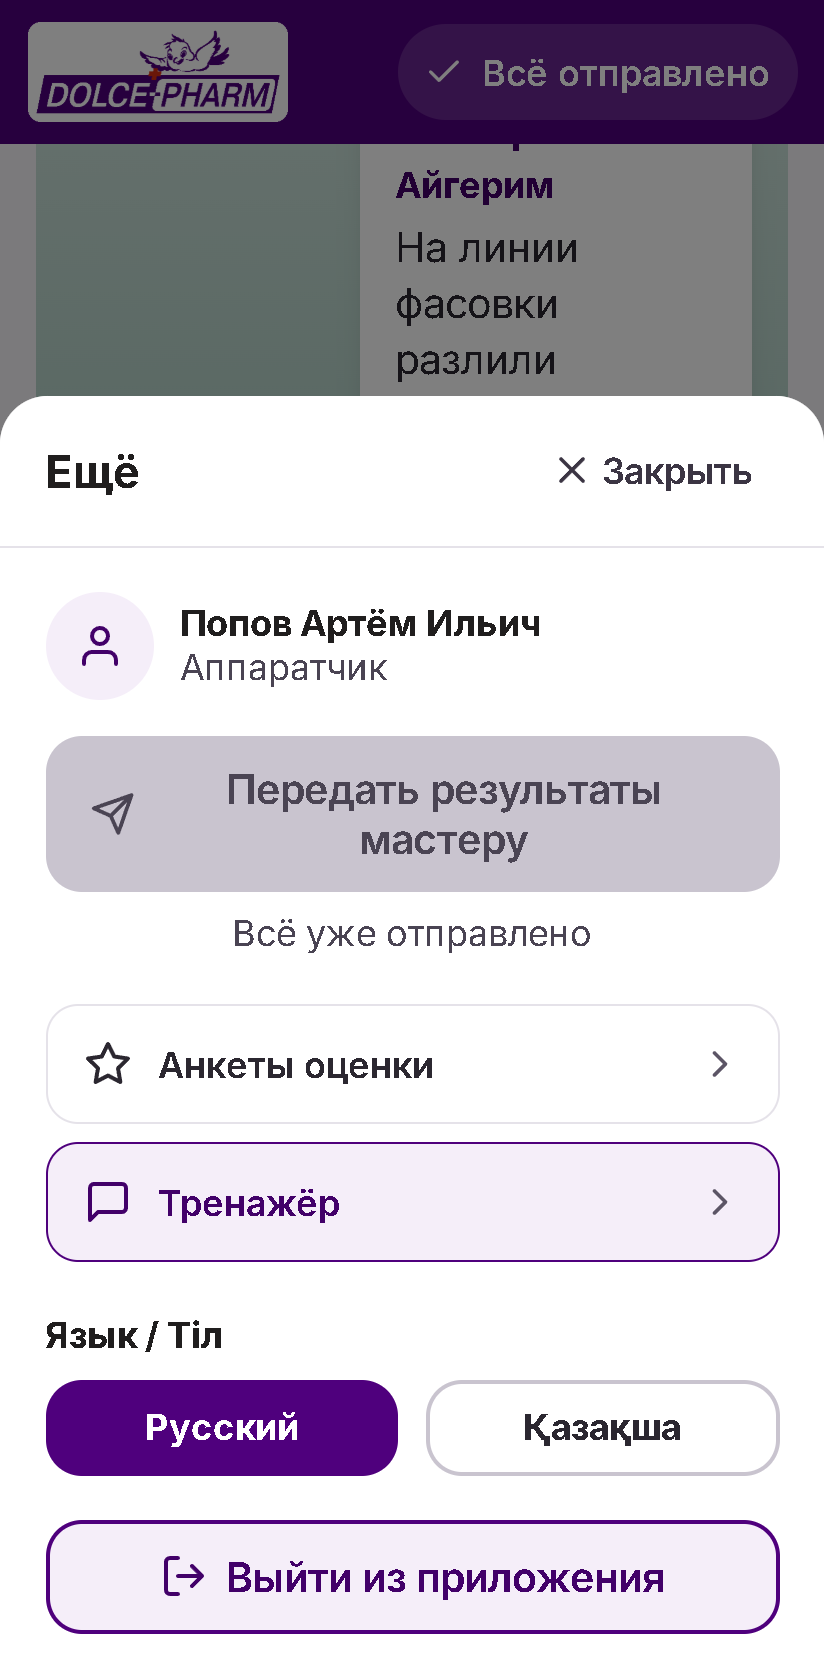 DOLCE-PHARM
Всё отправлено
Айгерим
На линии
фасовки
разлили
Ещё
Закрыть
Попов Артём Ильич
Аппаратчик
Передать результаты
мастеру
Всё уже отправлено
Анкеты оценки
Тренажёр
Язык / Тіл
Русский
Қазақша
Выйти из приложения